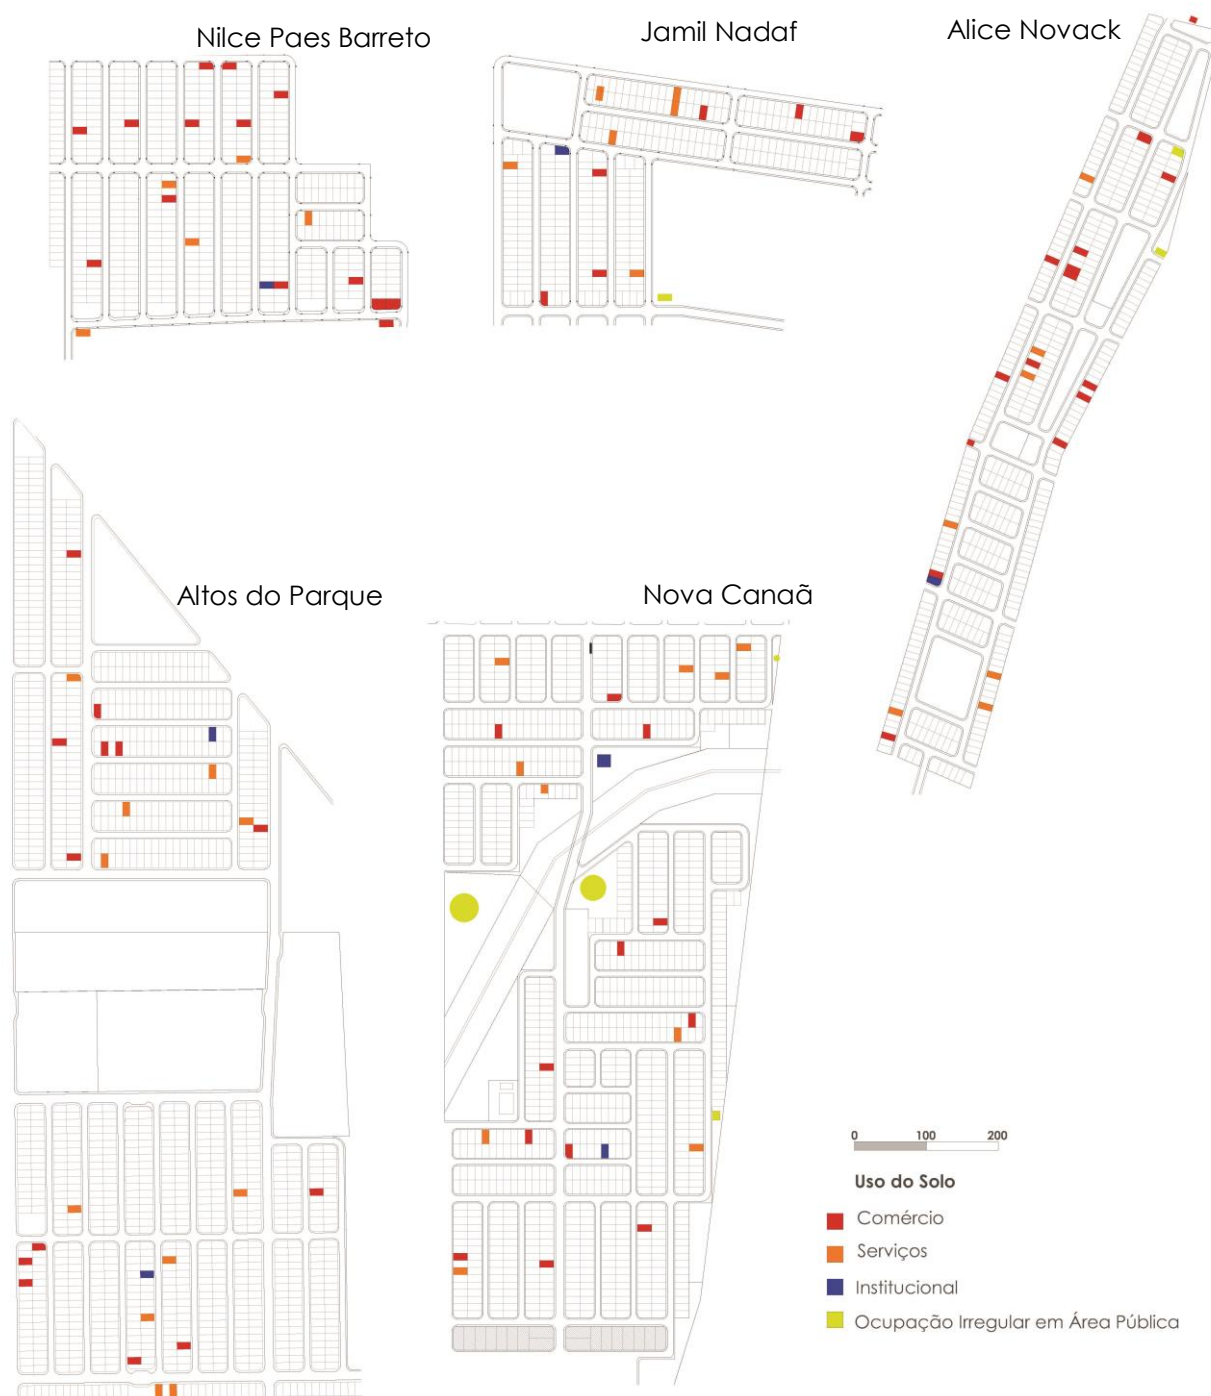 Nilce Paes Barreto
Jamil Nadaf
Alice Novack
Altos do Parque
Nova Canaã
0 100 200
Uso do Solo
Comércio
Serviços
Institucional
Ocupação Irregular em Área Pública